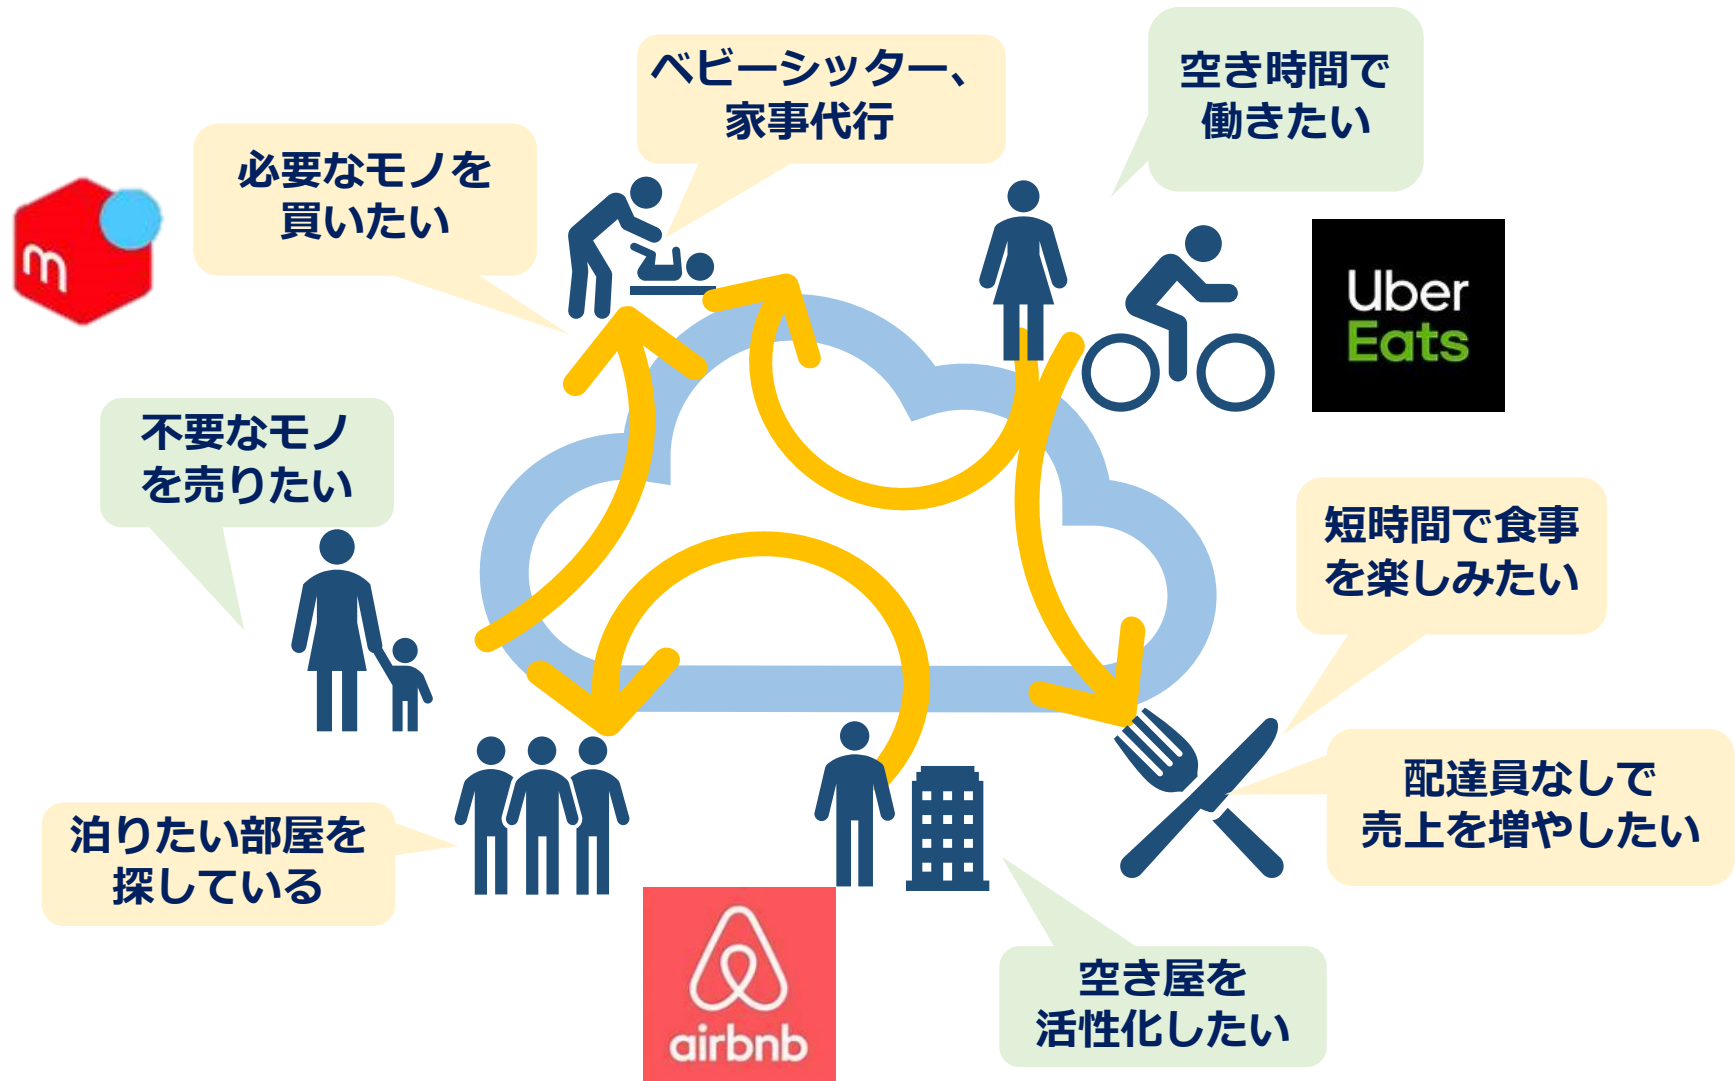 ベビーシッター、
家事代行
空き時間で
働きたい
必要なモノを
買いたい
m
Uber
Eats
不要なモノ
を売りたい
短時間で食事
を楽しみたい
配達員なしで
売上を増やしたい
泊りたい部屋を
探している
airbnb
空き屋を
活性化したい